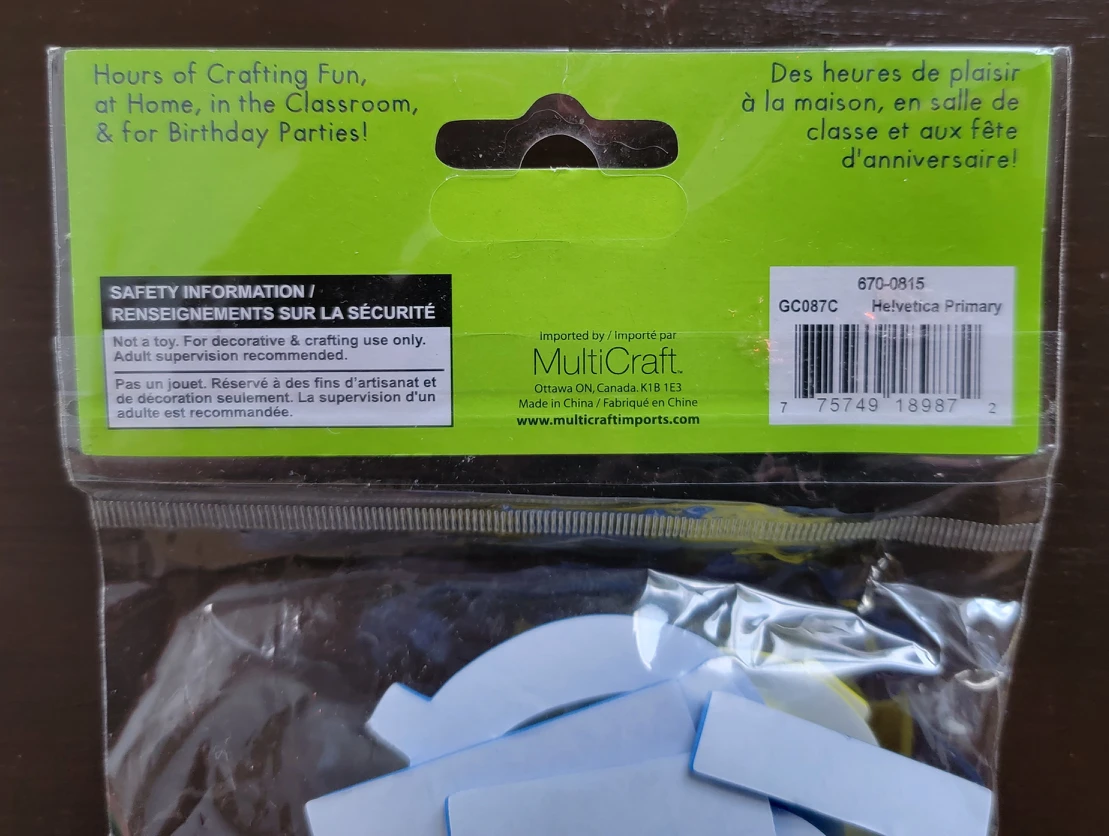 Hours of Crafting Fun,
at Home, in the Classroom,
& for Birthday Parties!
Des heures de plaisir
à la maison, en salle de
classe et aux fête
d'anniversaire!
SAFETY INFORMATION /
RENSEIGNEMENTS SUR LA SÉCURITÉ
Not a toy. For decorative & crafting use only.
Adult supervision recommended.
Pas un jouet. Réservé à des fins d'artisanat et
de décoration seulement. La supervision d'un
adulte est recommandée.
Imported by / Importé par
MultiCraft™
Ottawa ON, Canada. K1B 1E3
Made in China / Fabriqué en Chine
www.multicraftimports.com
670-0815
GC087C Helvetica Primary
7 75749 18987 2